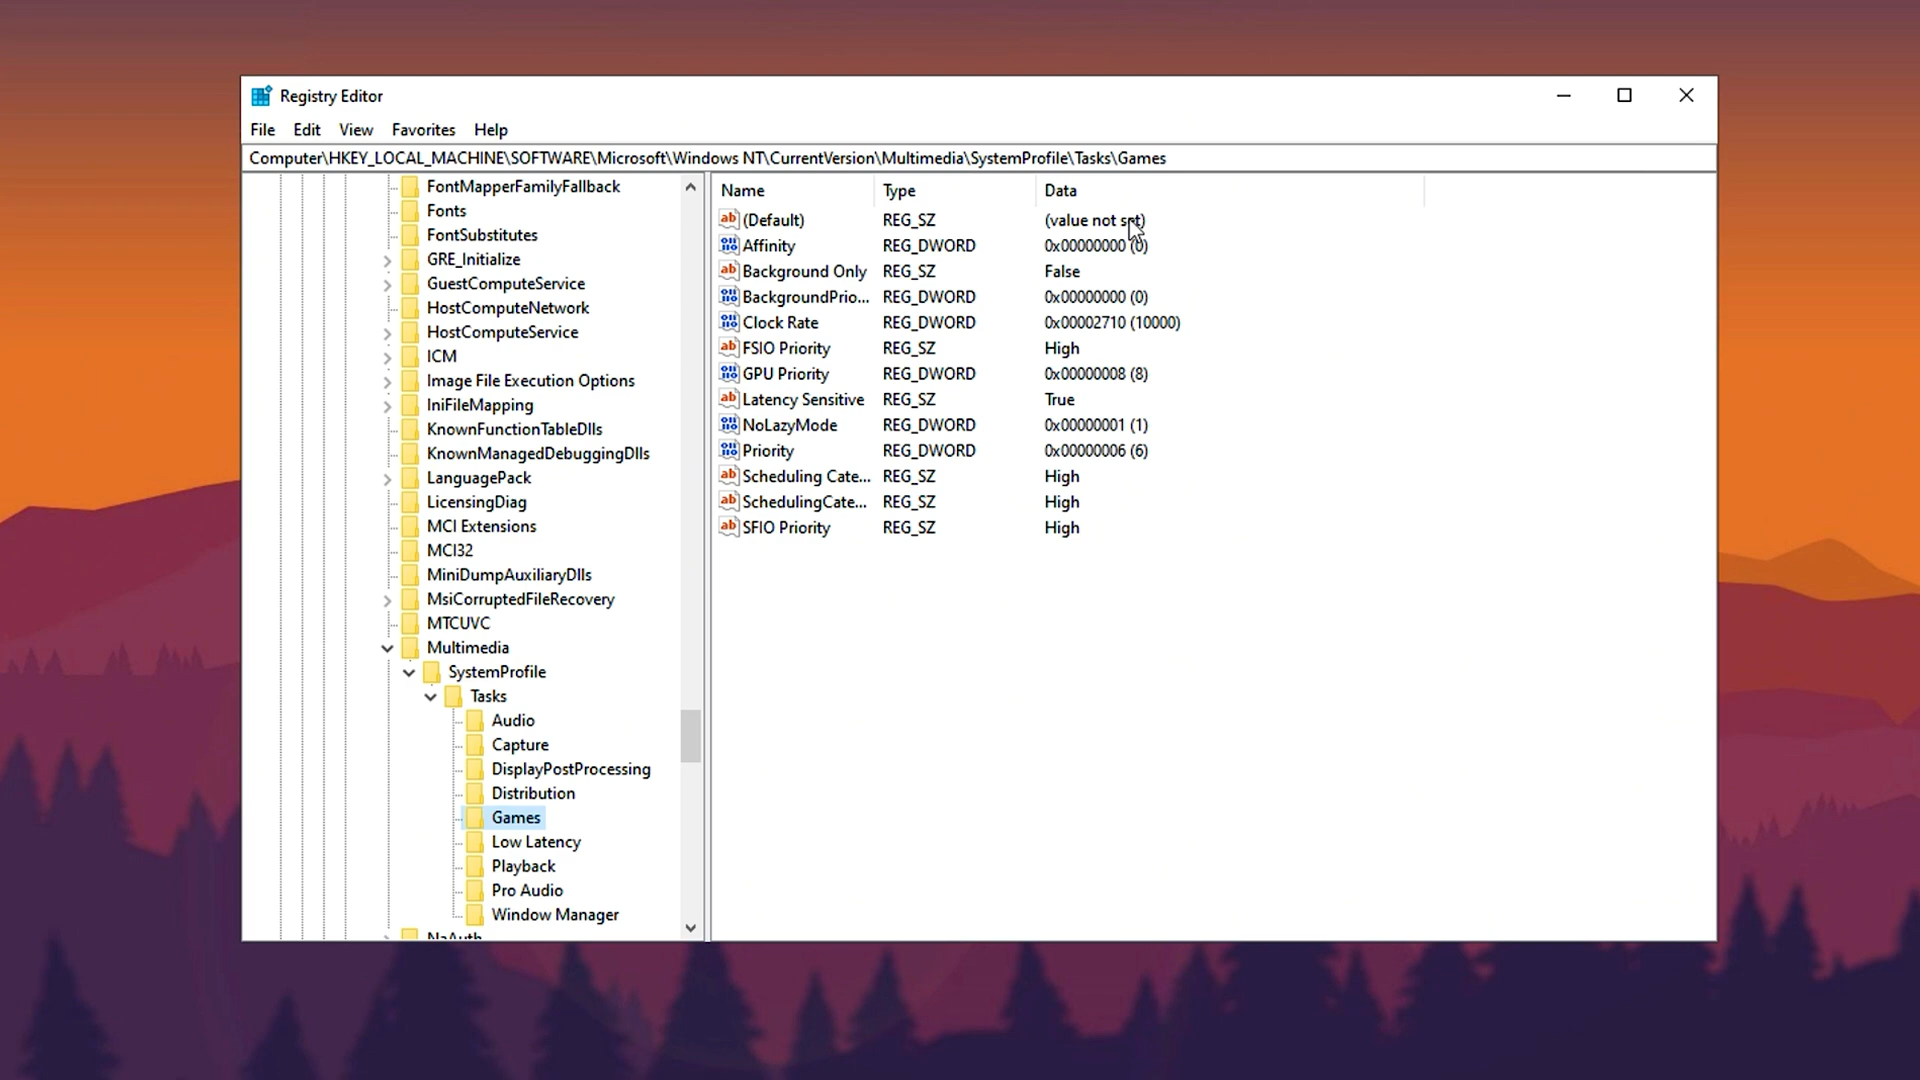 Registry Editor
File Edit View Favorites Help
Computer\HKEY_LOCAL_MACHINE\SOFTWARE\Microsoft\Windows NT\CurrentVersion\Multimedia\SystemProfile\Tasks\Games
FontMapperFamilyFallback
Fonts
FontSubstitutes
GRE_Initialize
GuestComputeService
HostComputeNetwork
HostComputeService
ICM
Image File Execution Options
IniFileMapping
KnownFunctionTableDlls
KnownManagedDebuggingDlls
LanguagePack
LicensingDiag
MCI Extensions
MCI32
MiniDumpAuxiliaryDlls
MsiCorruptedFileRecovery
MTCUVC
Multimedia
SystemProfile
Tasks
Audio
Capture
DisplayPostProcessing
Distribution
Games
Low Latency
Playback
Pro Audio
Window Manager
NaAuth
Name Type Data
(Default) REG_SZ (value not set)
Affinity REG_DWORD 0x00000000 (0)
Background Only REG_SZ False
BackgroundPrio... REG_DWORD 0x00000000 (0)
Clock Rate REG_DWORD 0x00002710 (10000)
FSIO Priority REG_SZ High
GPU Priority REG_DWORD 0x00000008 (8)
Latency Sensitive REG_SZ True
NoLazyMode REG_DWORD 0x00000001 (1)
Priority REG_DWORD 0x00000006 (6)
Scheduling Cate... REG_SZ High
SchedulingCate... REG_SZ High
SFIO Priority REG_SZ High